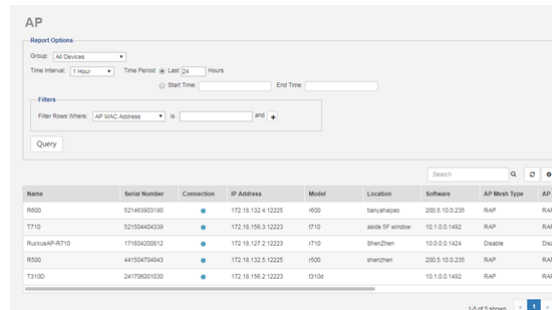 AP
Report Options
Group: All Devices
Time Interval: 1 Hour Time Period: Last 24 Hours
Start Time: End Time:
Filters
Filter Rows Where: AP MAC Address is and +
Query
Search
Name Serial Number Connection IP Address Model Location Software AP Mesh Type AP
R600 521463903190 172.18.132.4:12225 r600 tianyahaijiao 200.5.10.0.235 RAP RAP
T710 521504404339 172.18.156.3:12223 t710 aside 5F window 10.1.0.0.1492 RAP RAP
RuckusAP-R710 171604200812 172.18.127.2:12223 r710 ShenZhen 10.0.0.0.1424 Disable Disa
R500 441504704943 172.18.132.5:12225 r500 shenzhen 200.5.10.0.235 RAP RAP
T310D 241706001030 172.18.156.2:12223 t310d 10.1.0.0.1492 RAP RAP
1-5 of 5 shown 1